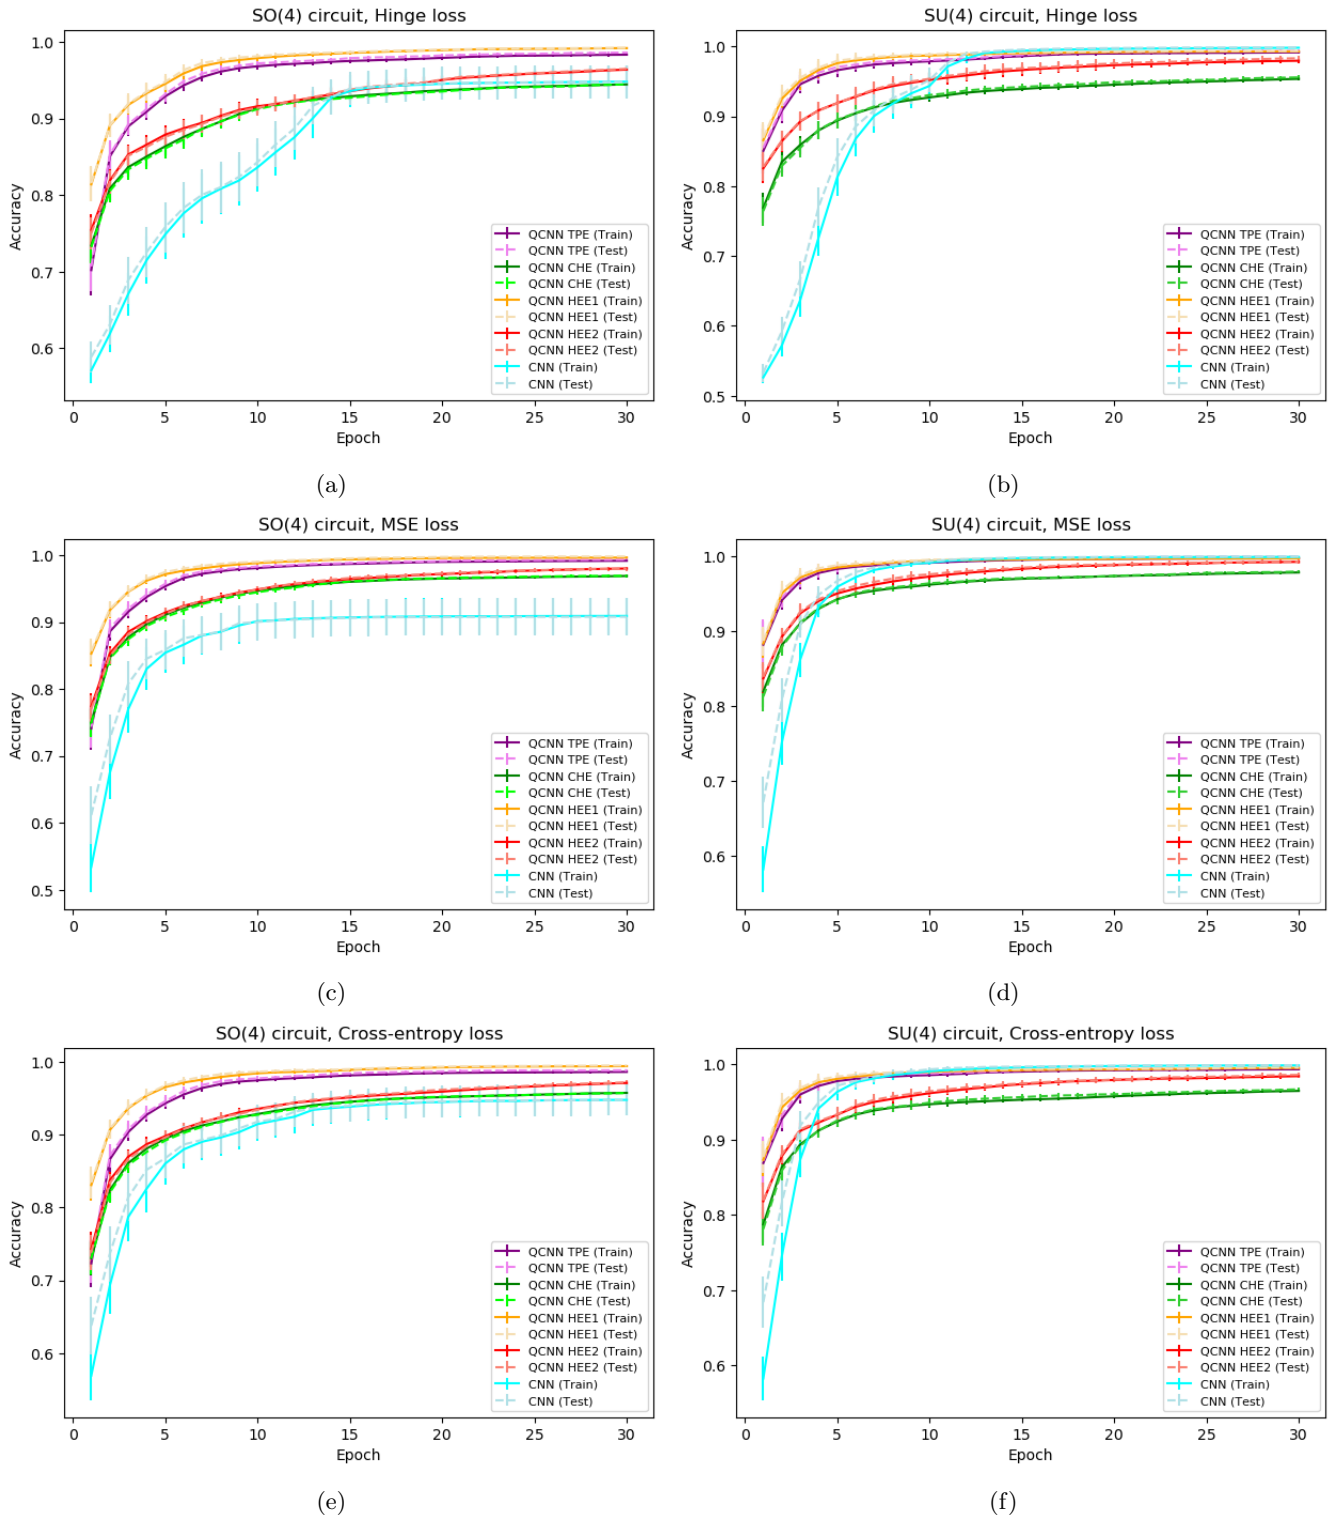 SO(4) circuit, Hinge loss
1.0
0.9
0.8
0.7
0.6
Accuracy
QCNN TPE (Train)
QCNN TPE (Test)
QCNN CHE (Train)
QCNN CHE (Test)
QCNN HEE1 (Train)
QCNN HEE1 (Test)
QCNN HEE2 (Train)
QCNN HEE2 (Test)
CNN (Train)
CNN (Test)
0 5 10 15 20 25 30
Epoch
(a)
SU(4) circuit, Hinge loss
1.0
0.9
0.8
0.7
0.6
0.5
Accuracy
QCNN TPE (Train)
QCNN TPE (Test)
QCNN CHE (Train)
QCNN CHE (Test)
QCNN HEE1 (Train)
QCNN HEE1 (Test)
QCNN HEE2 (Train)
QCNN HEE2 (Test)
CNN (Train)
CNN (Test)
0 5 10 15 20 25 30
Epoch
(b)
SO(4) circuit, MSE loss
1.0
0.9
0.8
0.7
0.6
0.5
Accuracy
QCNN TPE (Train)
QCNN TPE (Test)
QCNN CHE (Train)
QCNN CHE (Test)
QCNN HEE1 (Train)
QCNN HEE1 (Test)
QCNN HEE2 (Train)
QCNN HEE2 (Test)
CNN (Train)
CNN (Test)
0 5 10 15 20 25 30
Epoch
(c)
SU(4) circuit, MSE loss
1.0
0.9
0.8
0.7
0.6
Accuracy
QCNN TPE (Train)
QCNN TPE (Test)
QCNN CHE (Train)
QCNN CHE (Test)
QCNN HEE1 (Train)
QCNN HEE1 (Test)
QCNN HEE2 (Train)
QCNN HEE2 (Test)
CNN (Train)
CNN (Test)
0 5 10 15 20 25 30
Epoch
(d)
SO(4) circuit, Cross-entropy loss
1.0
0.9
0.8
0.7
0.6
Accuracy
QCNN TPE (Train)
QCNN TPE (Test)
QCNN CHE (Train)
QCNN CHE (Test)
QCNN HEE1 (Train)
QCNN HEE1 (Test)
QCNN HEE2 (Train)
QCNN HEE2 (Test)
CNN (Train)
CNN (Test)
0 5 10 15 20 25 30
Epoch
(e)
SU(4) circuit, Cross-entropy loss
1.0
0.9
0.8
0.7
0.6
Accuracy
QCNN TPE (Train)
QCNN TPE (Test)
QCNN CHE (Train)
QCNN CHE (Test)
QCNN HEE1 (Train)
QCNN HEE1 (Test)
QCNN HEE2 (Train)
QCNN HEE2 (Test)
CNN (Train)
CNN (Test)
0 5 10 15 20 25 30
Epoch
(f)